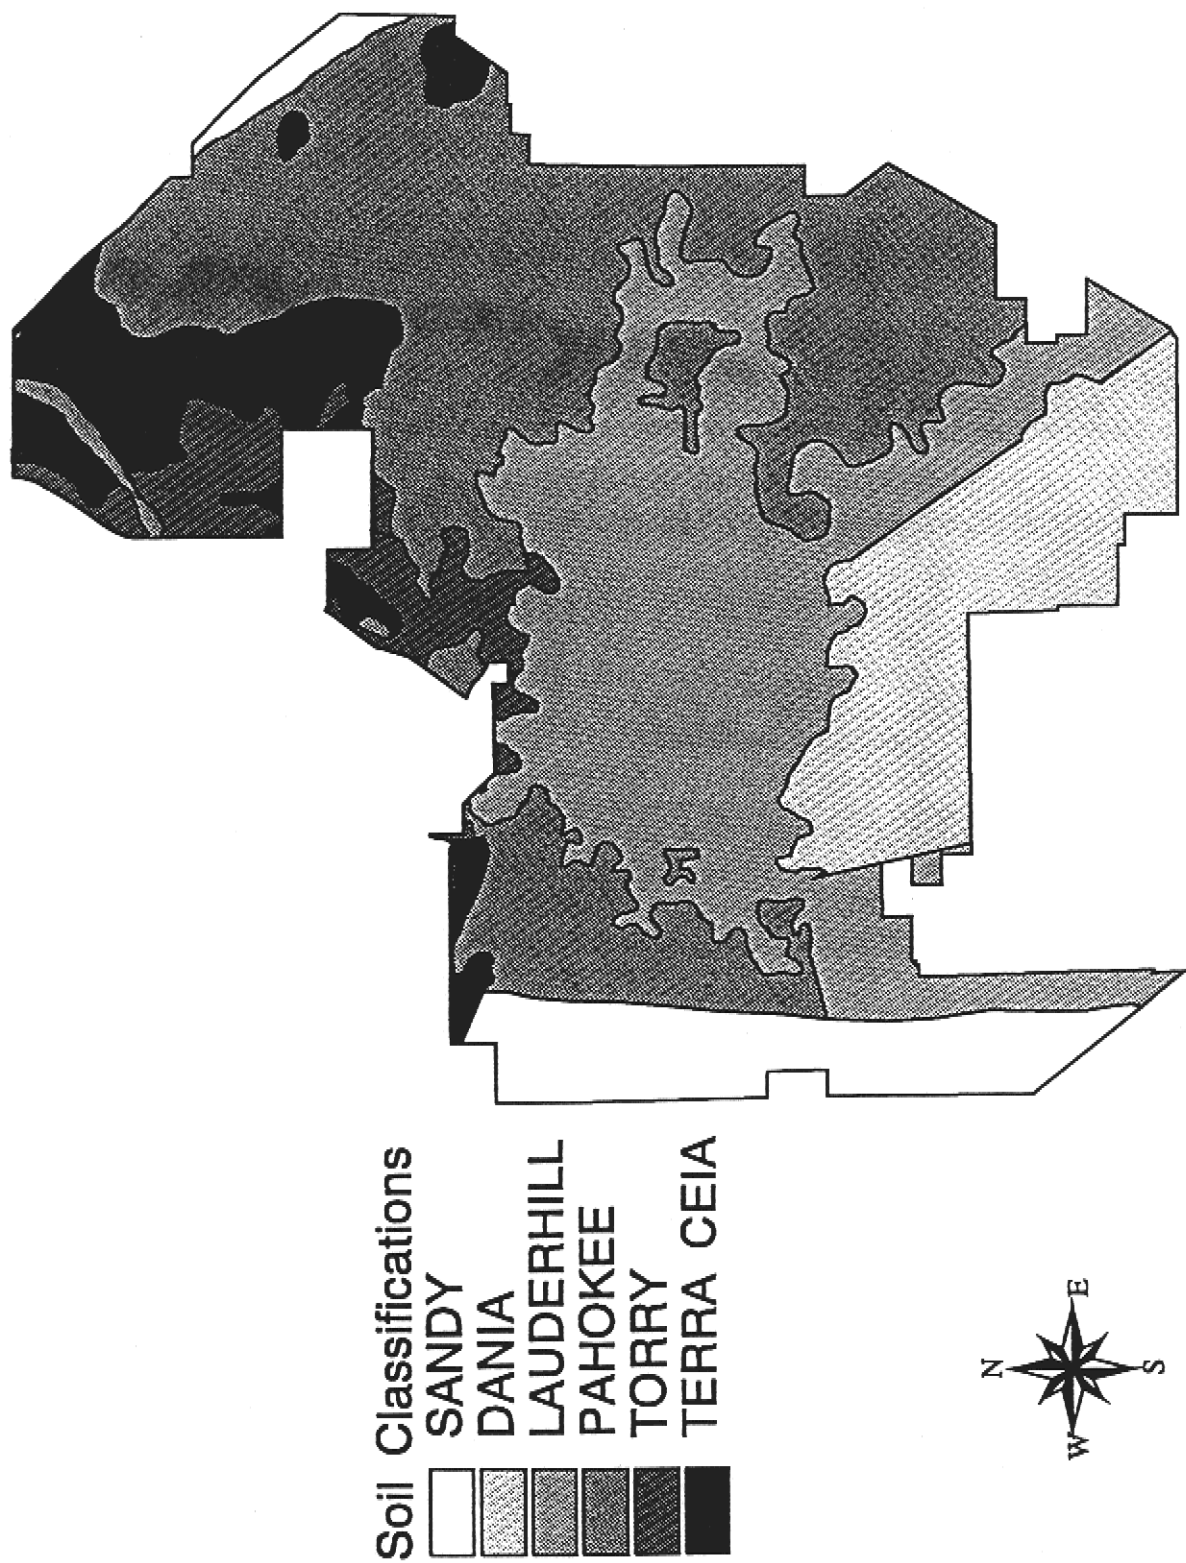 Soil Classifications
SANDY
DANIA
LAUDERHILL
PAHOKEE
TORRY
TERRA CEIA
N
W
E
S